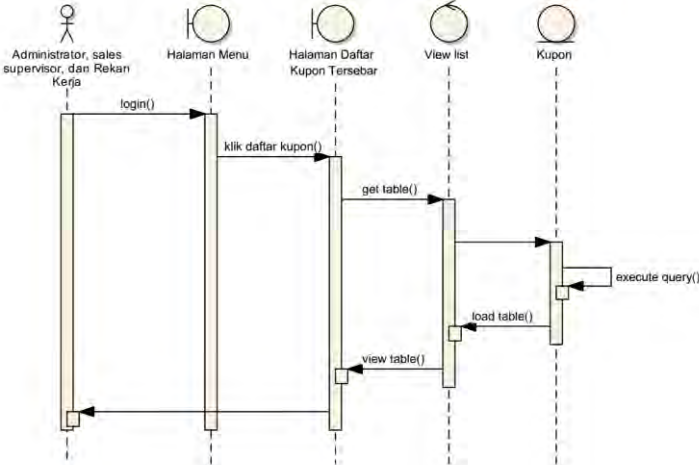 Administrator, sales
supervisor, dan Rekan
Kerja
Halaman Menu
Halaman Daftar
Kupon Tersebar
View list
Kupon
login()
klik daftar kupon()
get table()
execute query()
load table()
view table()